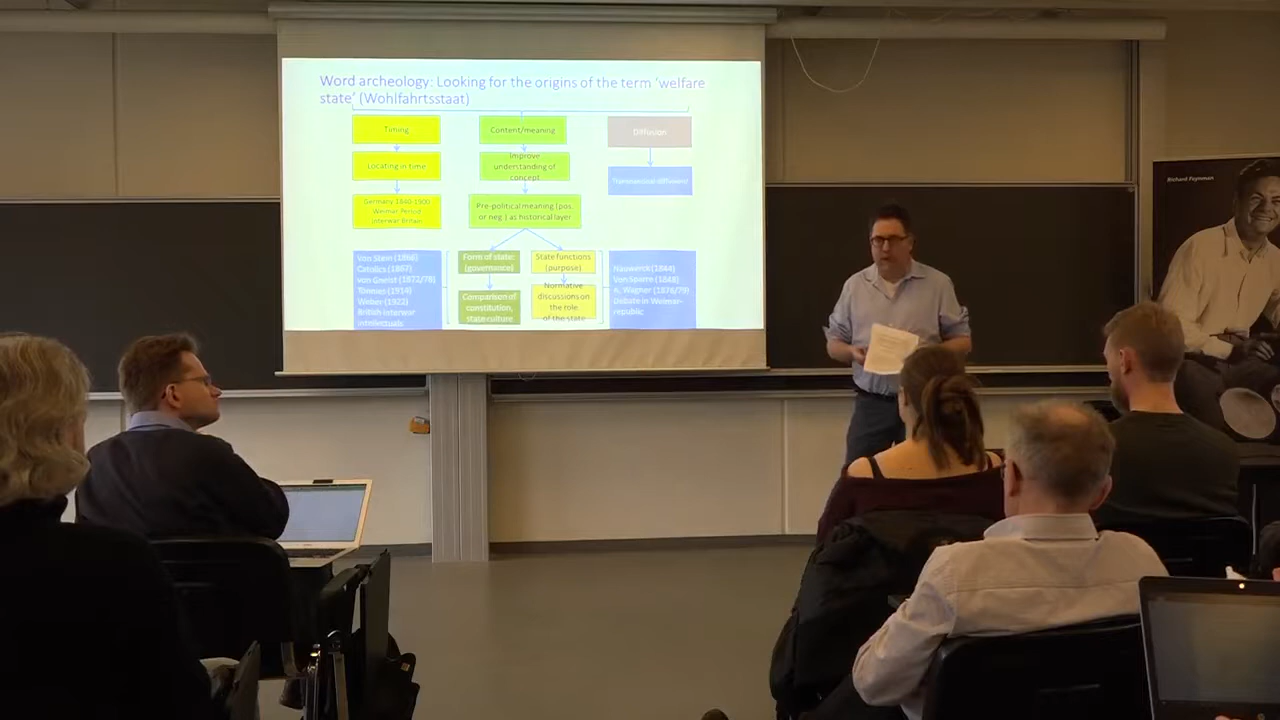 Word archeology: Looking for the origins of the term 'welfare
state' (Wohlfahrtsstaat)
Timing
Content/meaning
Diffusion
Locating in time
Improve
understanding of
concept
Transnational diffusion/
Germany 1840-1900
Weimar Period
Interwar Britain
Pre-political meaning (pos
or neg ) as historical layer
Von Stein (1866)
Catolics (1867)
von Gneist (1872/78)
Tönnies (1914)
Weber (1922)
British interwar
intellectuals
Form of state:
(governance)
Comparison of
constitution,
state culture
State functions
(purpose)
Normative
discussions on
the role
of the state
Nauwerck (1844)
A. Wagner (1876/79)
Debate in Weimar-
republic
Richard Feynman